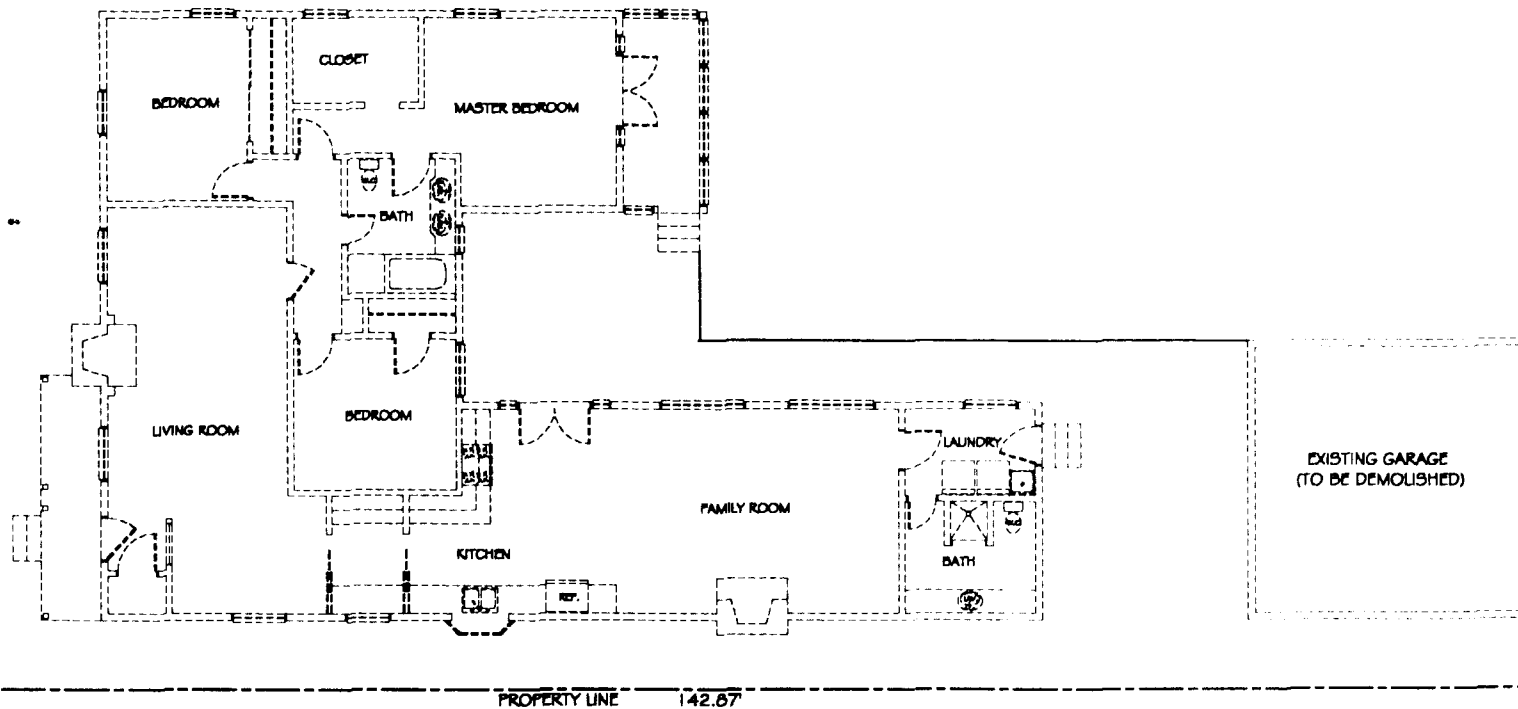 CLOSET
BEDROOM
MASTER BEDROOM
BATH
BEDROOM
LIVING ROOM
LAUNDRY
EXISTING GARAGE
(TO BE DEMOLISHED)
FAMILY ROOM
KITCHEN
BATH
REF.
PROPERTY LINE 142.87'